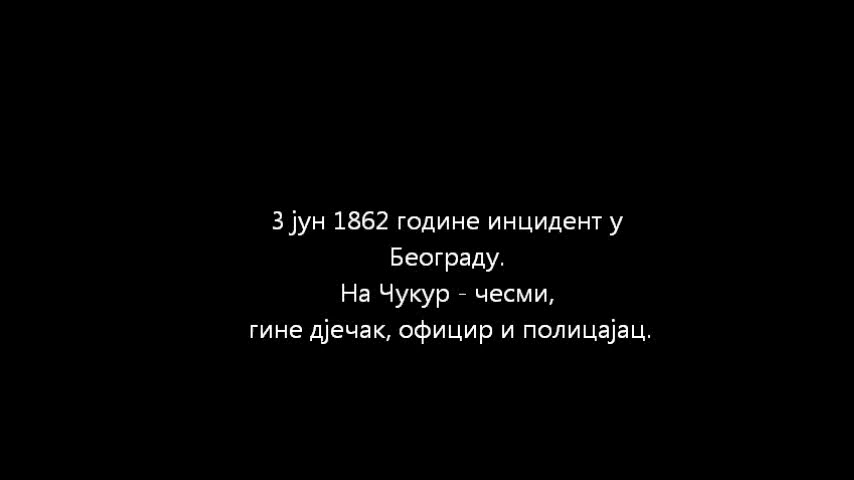 3 јун 1862 године инцидент у
Београду.
На Чукур - чесми,
гине дјечак, официр и полицајац.